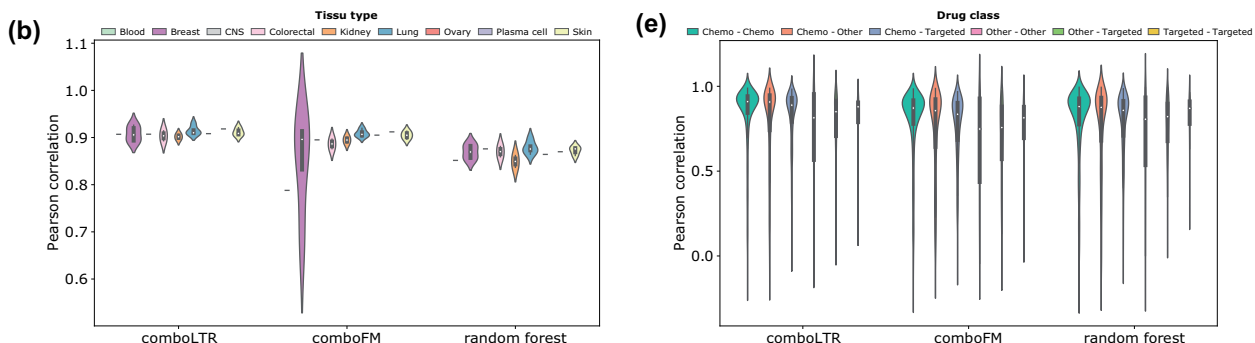 (b)
Tissu type
Blood Breast CNS Colorectal Kidney Lung Ovary Plasma cell Skin
1.1
1.0
0.9
0.8
0.7
0.6
Pearson correlation
comboLTR comboFM random forest
(e)
Drug class
Chemo - Chemo Chemo - Other Chemo - Targeted Other - Other Other - Targeted Targeted - Targeted
1.0
0.5
0.0
Pearson correlation
comboLTR comboFM random forest